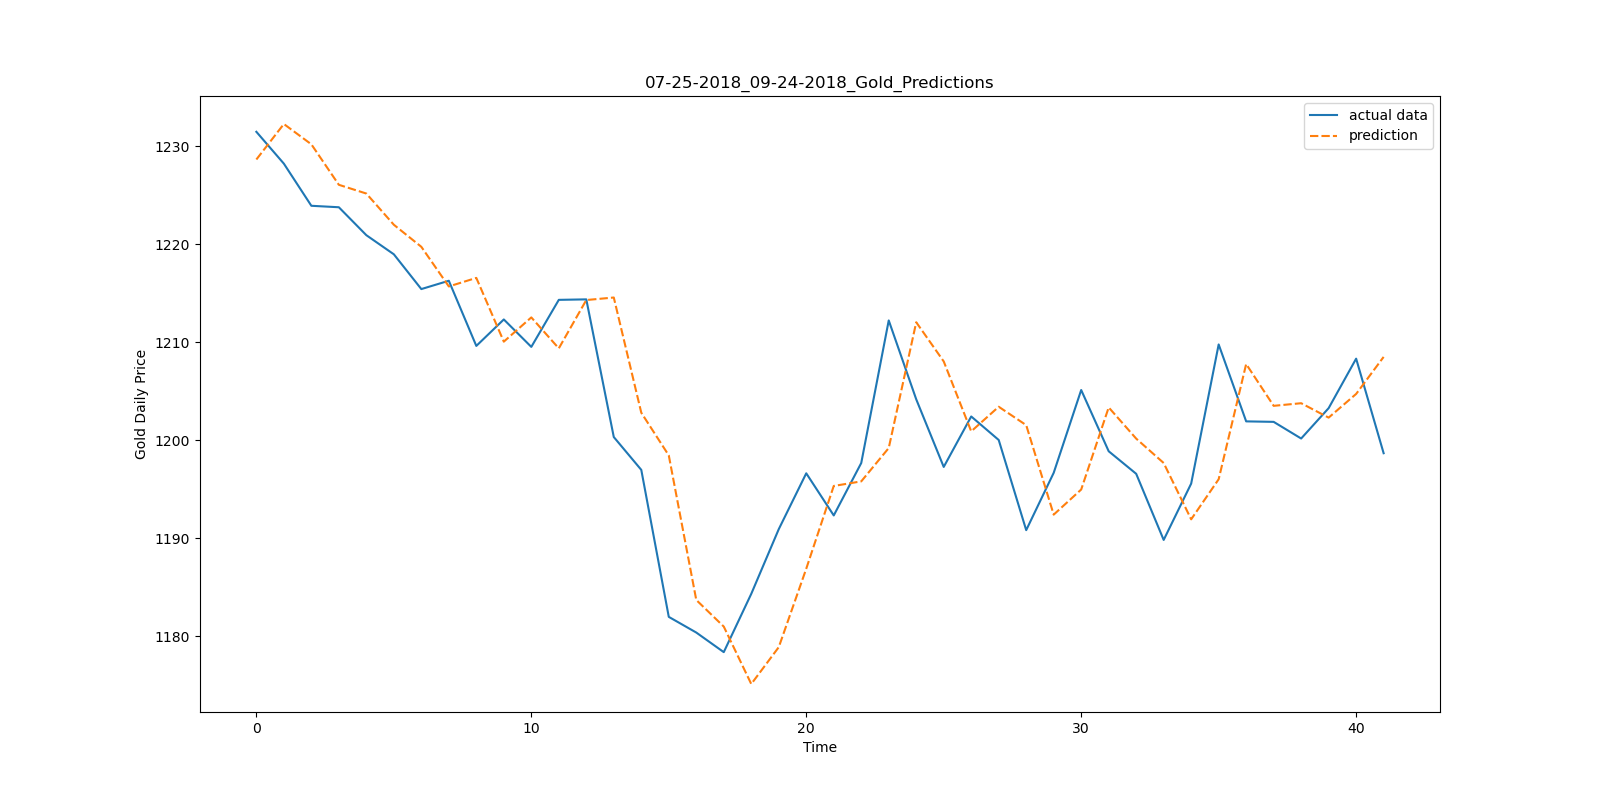 07-25-2018_09-24-2018_Gold_Predictions
actual data
prediction
Gold Daily Price
1230
1220
1210
1200
1190
1180
0 10 20 30 40
Time